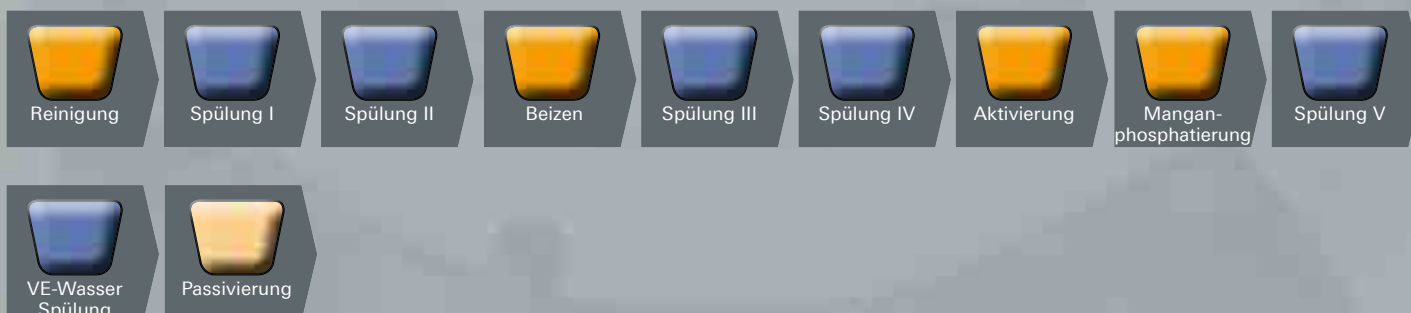 Reinigung
Spülung I
Spülung II
Beizen
Spülung III
Spülung IV
Aktivierung
Mangan-
phosphatierung
Spülung V
VE-Wasser
Spülung
Passivierung